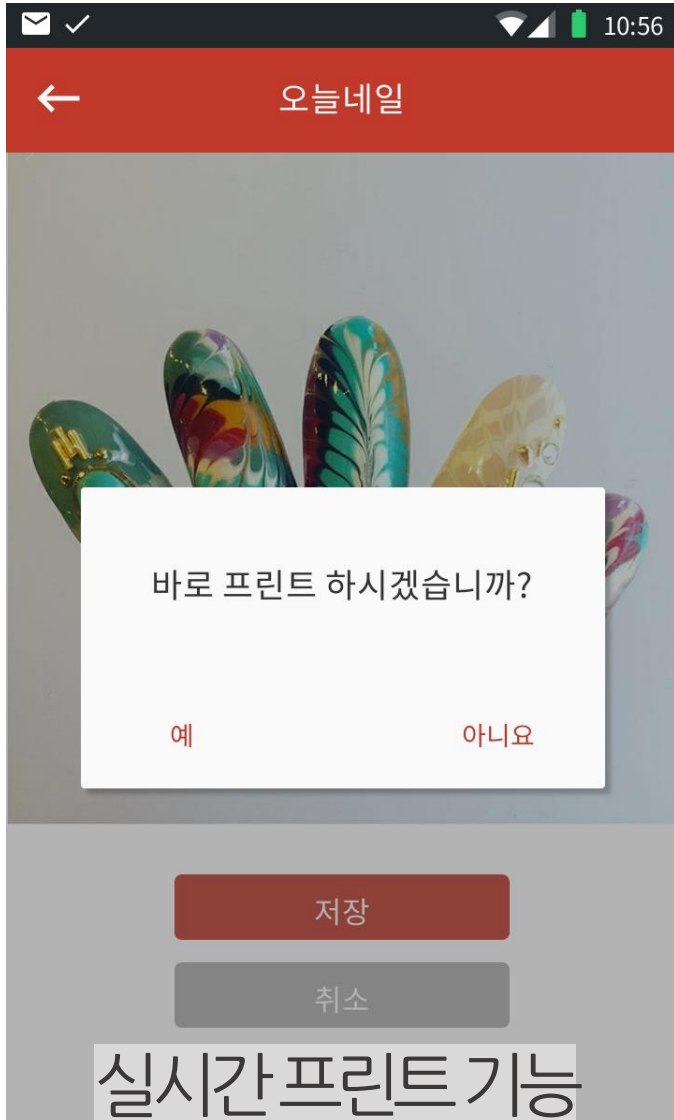 10:56
오늘네일
바로 프린트 하시겠습니까?
예 아니요
저장
취소
실시간 프린트 기능